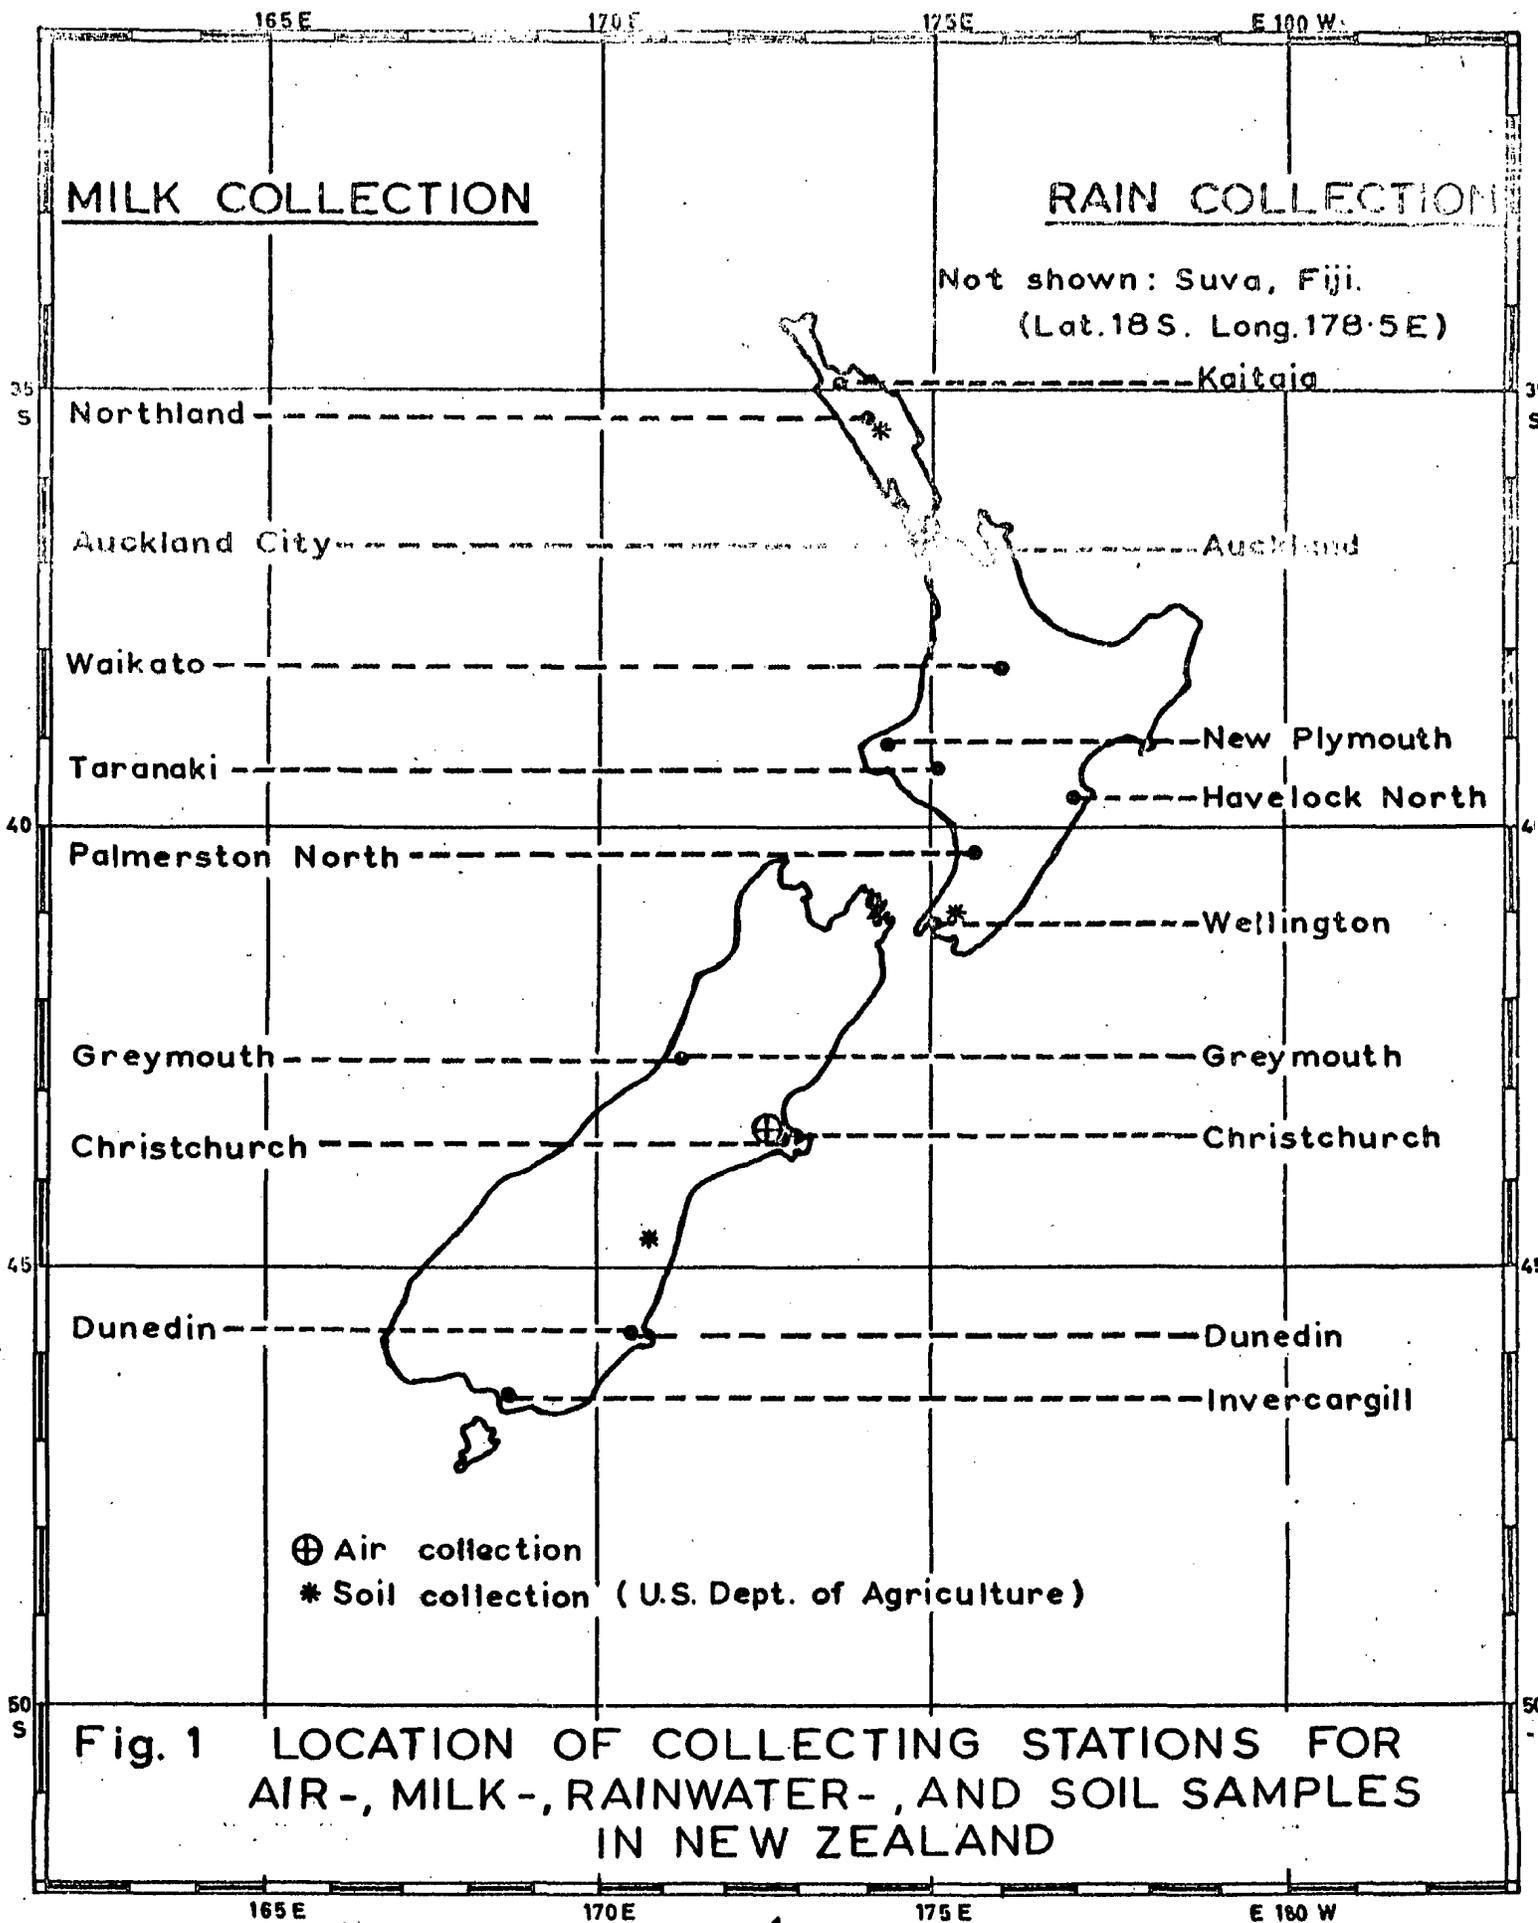 165E 170E 175E E 180 W
MILK COLLECTION
RAIN COLLECTION
Not shown: Suva, Fiji.
(Lat.18S. Long.178·5E)
35
S
Kaitaia
Northland
Auckland City
Auckland
Waikato
New Plymouth
Taranaki
Havelock North
40
Palmerston North
Wellington
Greymouth
Greymouth
Christchurch
Christchurch
45
Dunedin
Dunedin
Invercargill
⊕ Air collection
* Soil collection (U.S. Dept. of Agriculture)
50
S
Fig. 1 LOCATION OF COLLECTING STATIONS FOR
AIR-, MILK-, RAINWATER-, AND SOIL SAMPLES
IN NEW ZEALAND
165E 170E 175E E 180 W